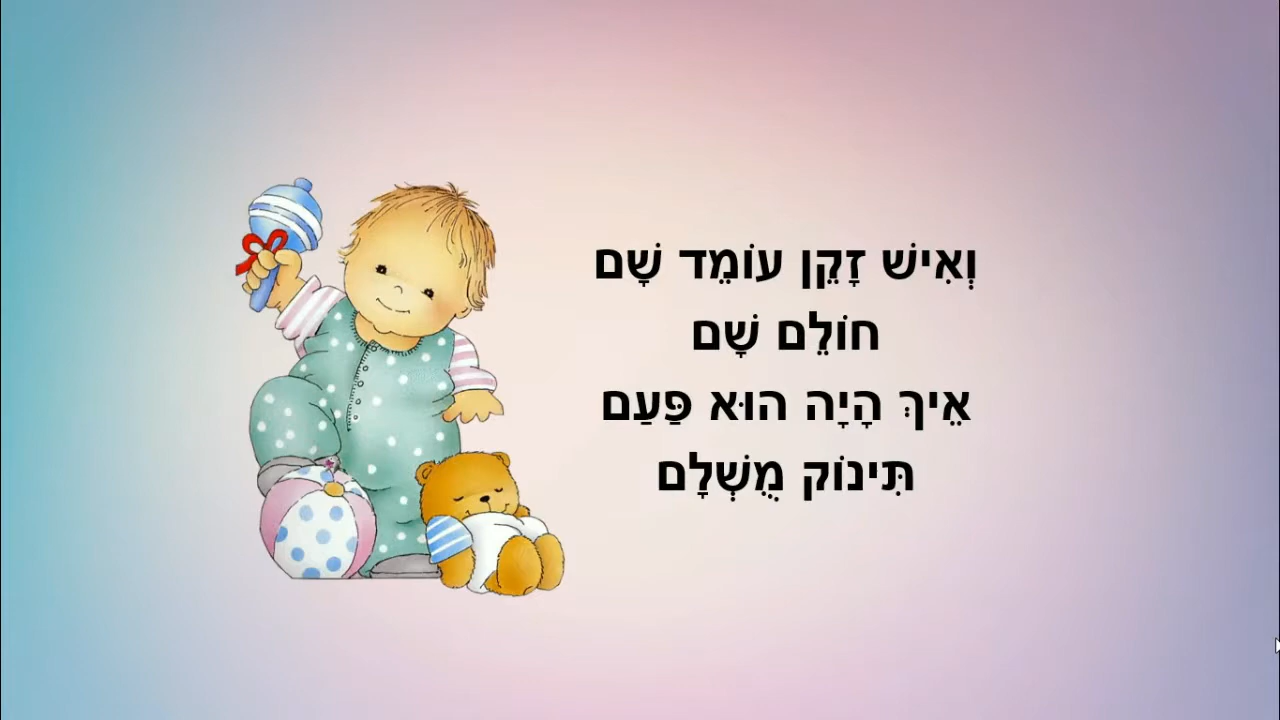 וְאִישׁ זָקֵן עוֹמֵד שָׁם
חוֹלֵם שָׁם
אֵיךְ הָיָה הוּא פַּעַם
תִּינוֹק מֻשְׁלָם